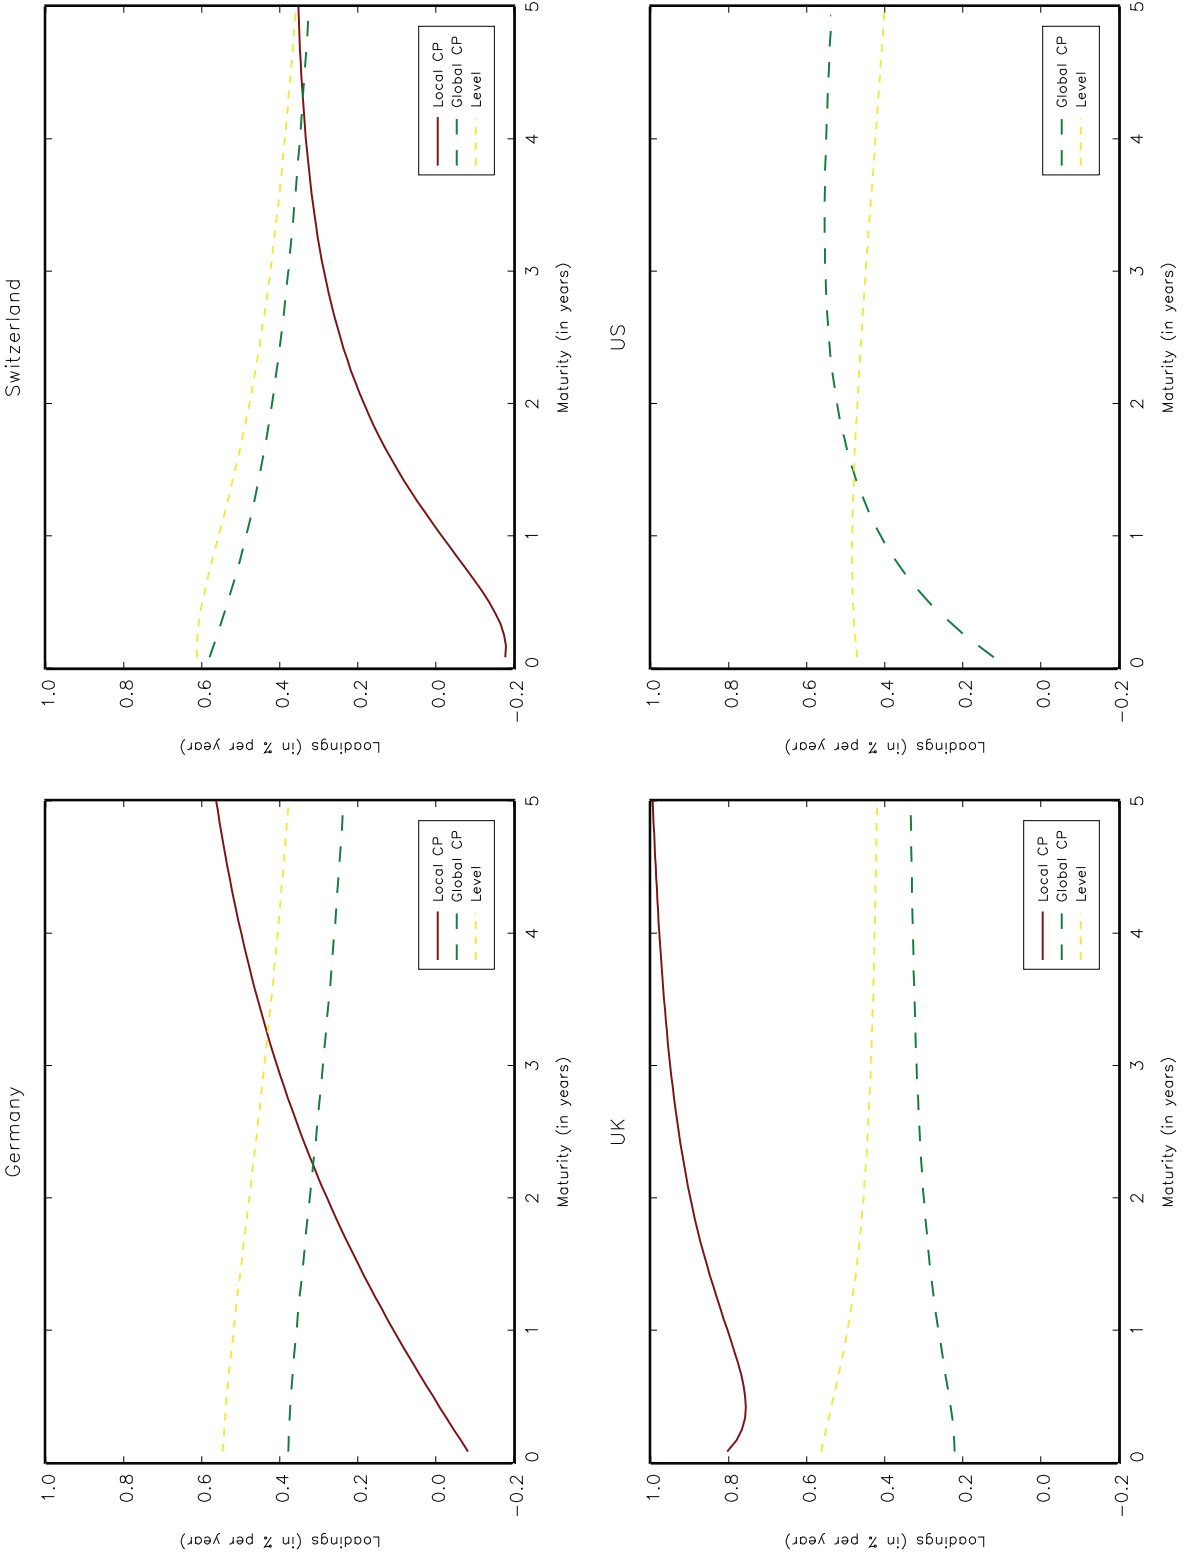 Germany
Loadings (in % per year)
1.0
0.8
0.6
0.4
0.2
0.0
−0.2
0
1
2
3
4
5
Maturity (in years)
Local CP
Global CP
Level
Switzerland
Loadings (in % per year)
1.0
0.8
0.6
0.4
0.2
0.0
−0.2
0
1
2
3
4
5
Maturity (in years)
Local CP
Global CP
Level
UK
Loadings (in % per year)
1.0
0.8
0.6
0.4
0.2
0.0
−0.2
0
1
2
3
4
5
Maturity (in years)
Local CP
Global CP
Level
US
Loadings (in % per year)
1.0
0.8
0.6
0.4
0.2
0.0
−0.2
0
1
2
3
4
5
Maturity (in years)
Global CP
Level